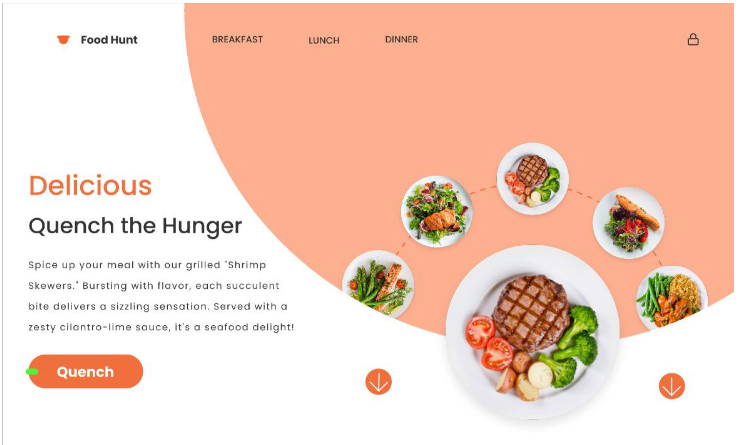 Food Hunt
BREAKFAST
LUNCH
DINNER
Delicious
Quench the Hunger
Spice up your meal with our grilled "Shrimp
Skewers." Bursting with flavor, each succulent
bite delivers a sizzling sensation. Served with a
zesty cilantro-lime sauce, it's a seafood delight!
Quench